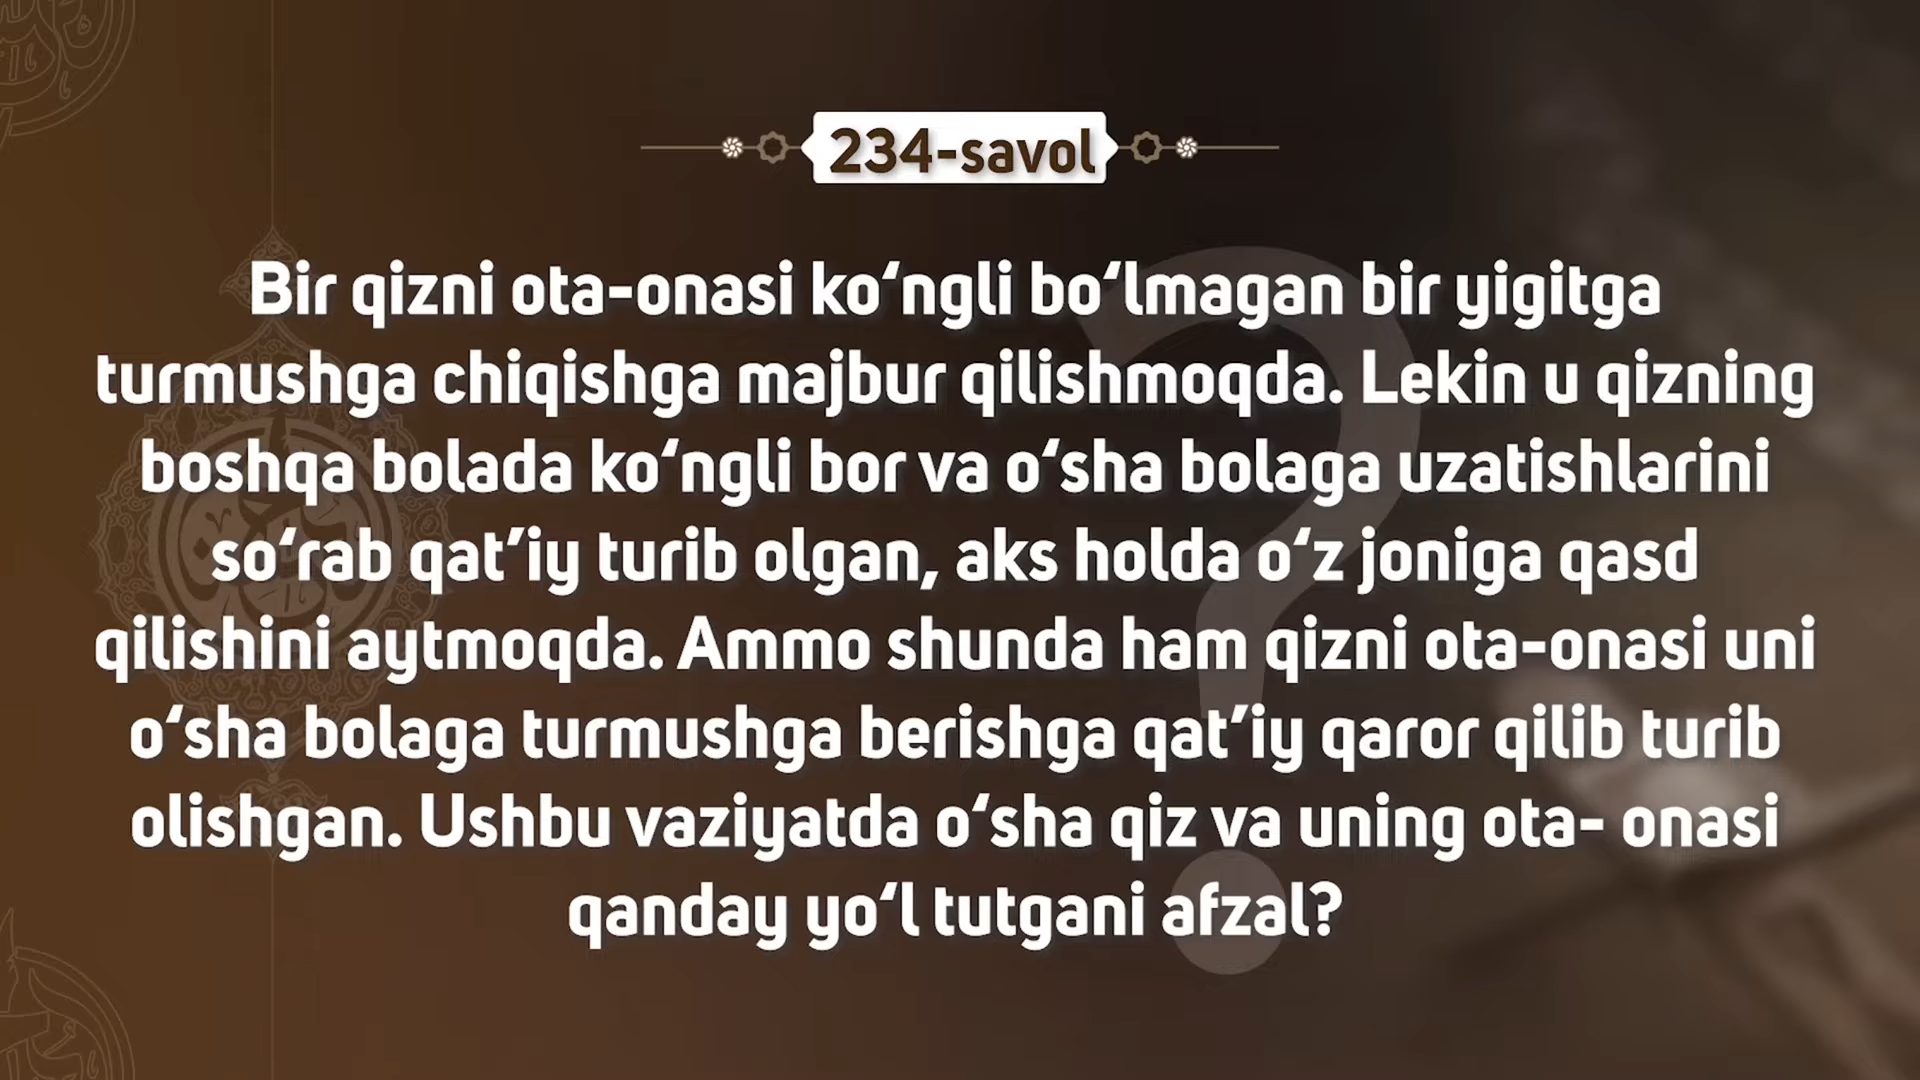 234-savol
Bir qizni ota-onasi ko‘ngli bo‘lmagan bir yigitga
turmushga chiqishga majbur qilishmoqda. Lekin u qizning
boshqa bolada ko‘ngli bor va o‘sha bolaga uzatishlarini
so‘rab qat’iy turib olgan, aks holda o‘z joniga qasd
qilishini aytmoqda. Ammo shunda ham qizni ota-onasi uni
o‘sha bolaga turmushga berishga qat’iy qaror qilib turib
olishgan. Ushbu vaziyatda o‘sha qiz va uning ota- onasi
qanday yo‘l tutgani afzal?